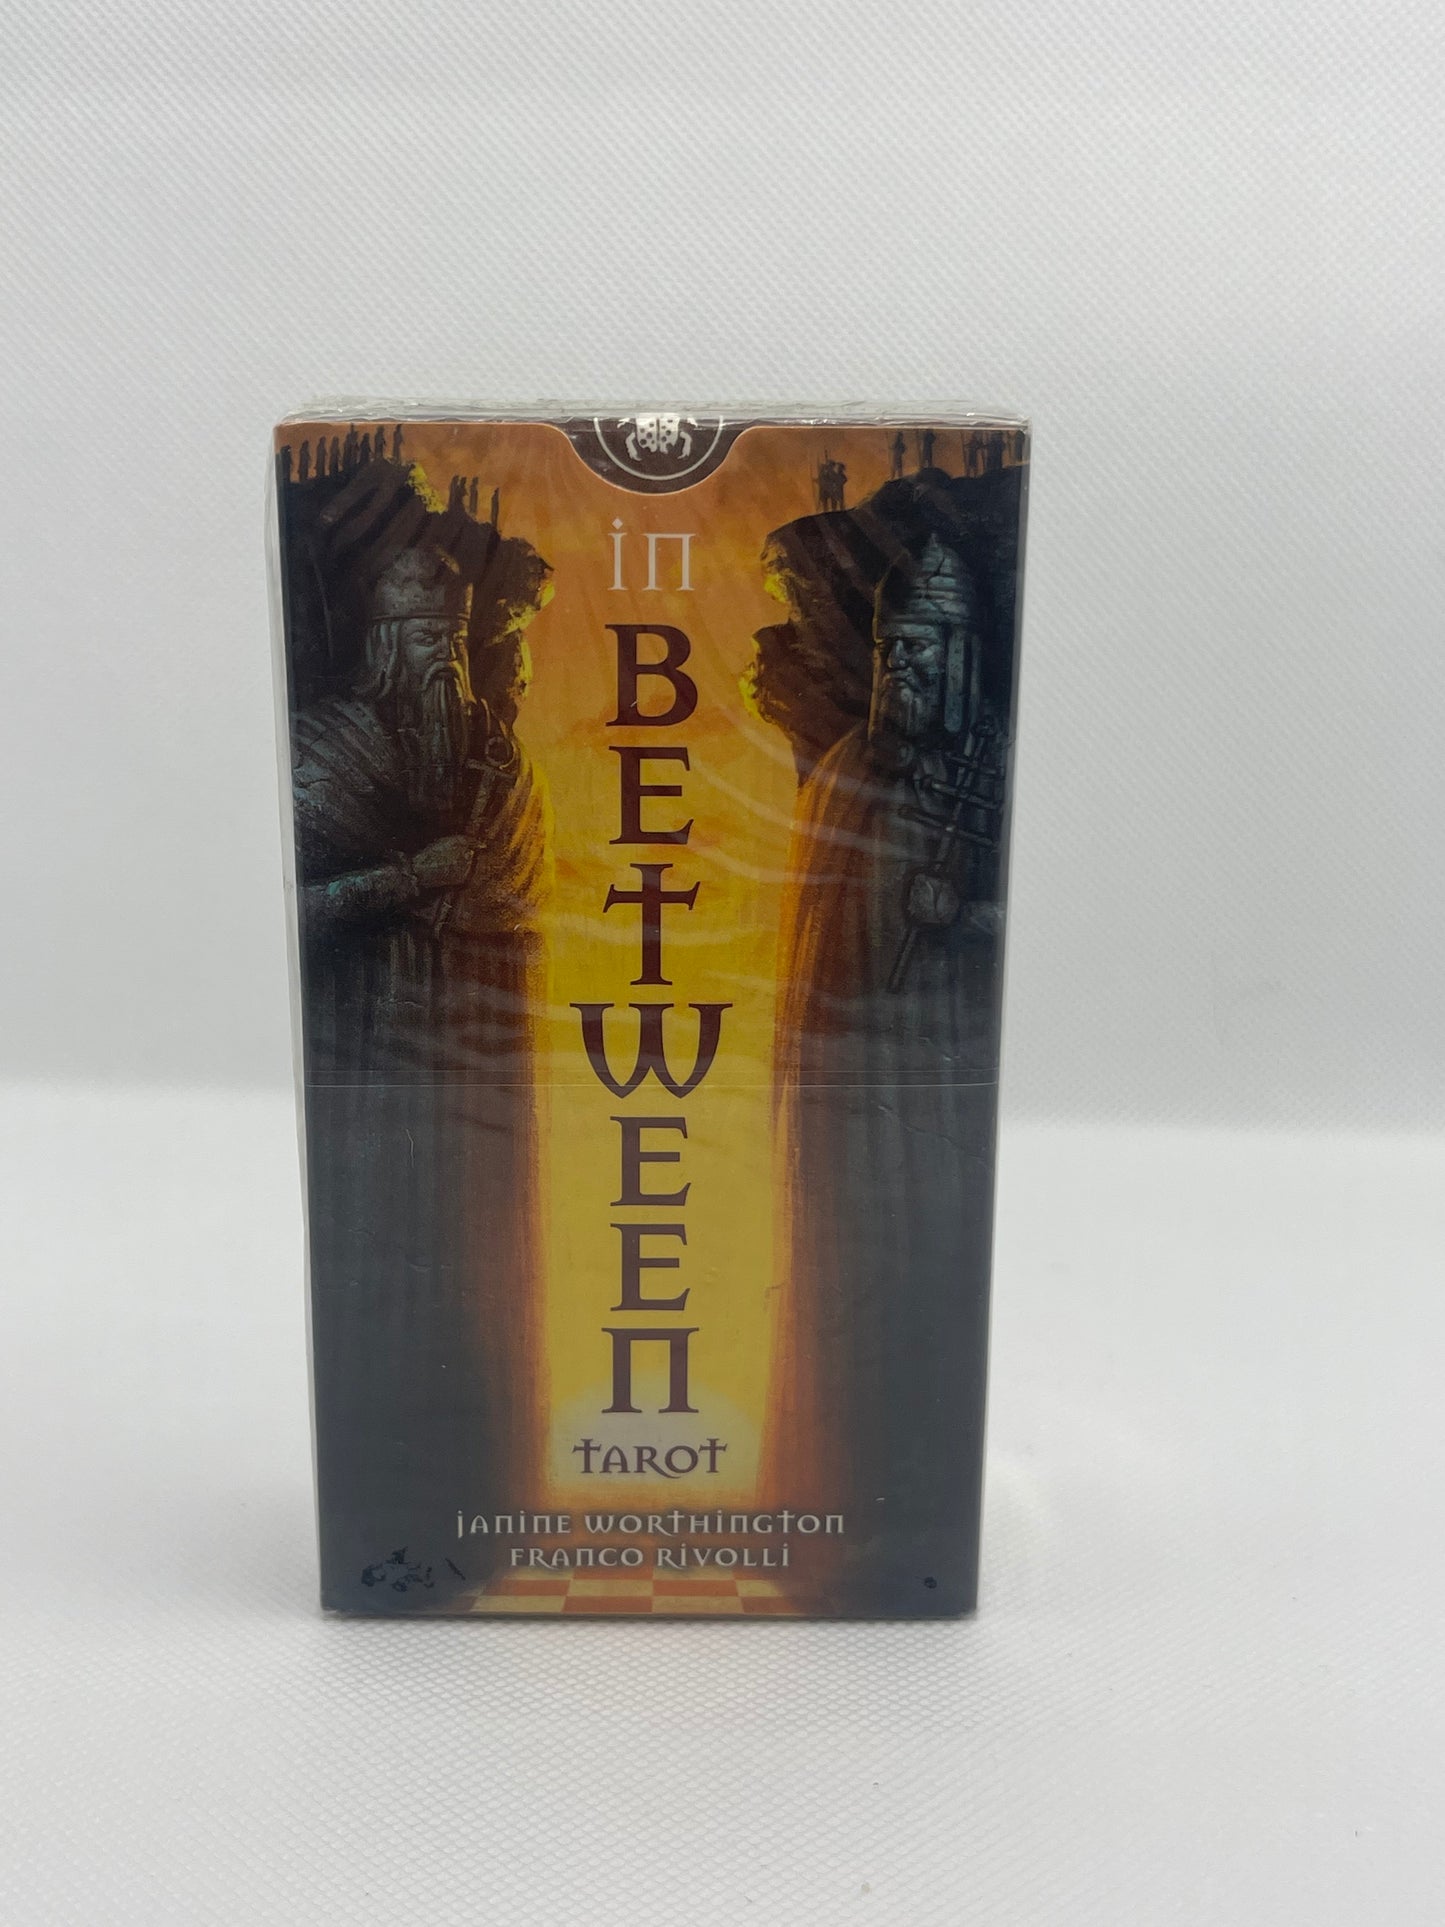 in
BETWEEN
TAROT
JANINE WORTHINGTON
FRANCO RIVOLLI